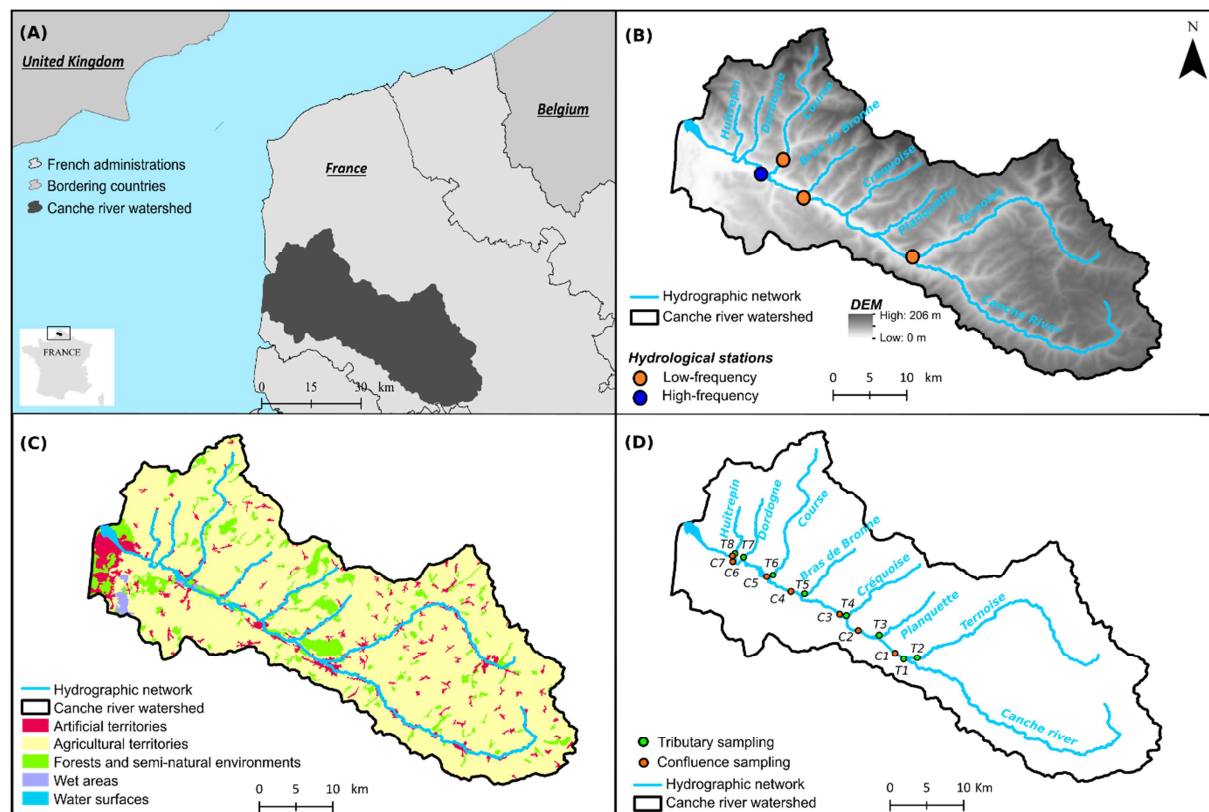 (A)
United Kingdom
Belgium
France
French administrations
Bordering countries
Canche river watershed
FRANCE
0 15 30 km
(B)
N
Huîtrepin
Dordogne
Course
Bras de Bronne
Créquoise
Planquette
Ternoise
Canche River
Hydrographic network
Canche river watershed
DEM
High: 206 m
Low: 0 m
Hydrological stations
Low-frequency
High-frequency
0 5 10 km
(C)
Hydrographic network
Canche river watershed
Artificial territories
Agricultural territories
Forests and semi-natural environments
Wet areas
Water surfaces
0 5 10 km
(D)
Huîtrepin
Dordogne
Course
Bras de Bronne
Créquoise
Planquette
Ternoise
Canche river
T8
T7
C7
C6
T6
C5
T5
C4
T4
C3
T3
C2
T2
C1
T1
Tributary sampling
Confluence sampling
Hydrographic network
Canche river watershed
0 5 10 Km